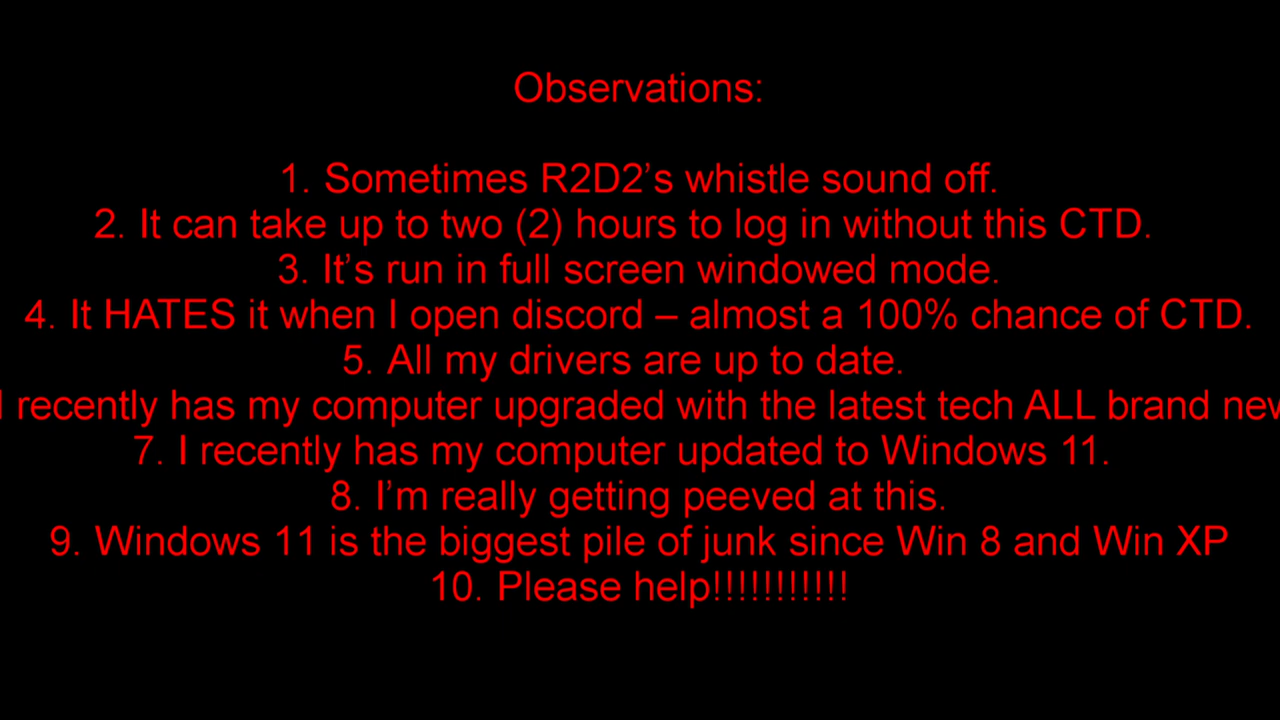 Observations:
1. Sometimes R2D2’s whistle sound off.
2. It can take up to two (2) hours to log in without this CTD.
3. It’s run in full screen windowed mode.
4. It HATES it when I open discord – almost a 100% chance of CTD.
5. All my drivers are up to date.
I recently has my computer upgraded with the latest tech ALL brand new
7. I recently has my computer updated to Windows 11.
8. I’m really getting peeved at this.
9. Windows 11 is the biggest pile of junk since Win 8 and Win XP
10. Please help!!!!!!!!!!!